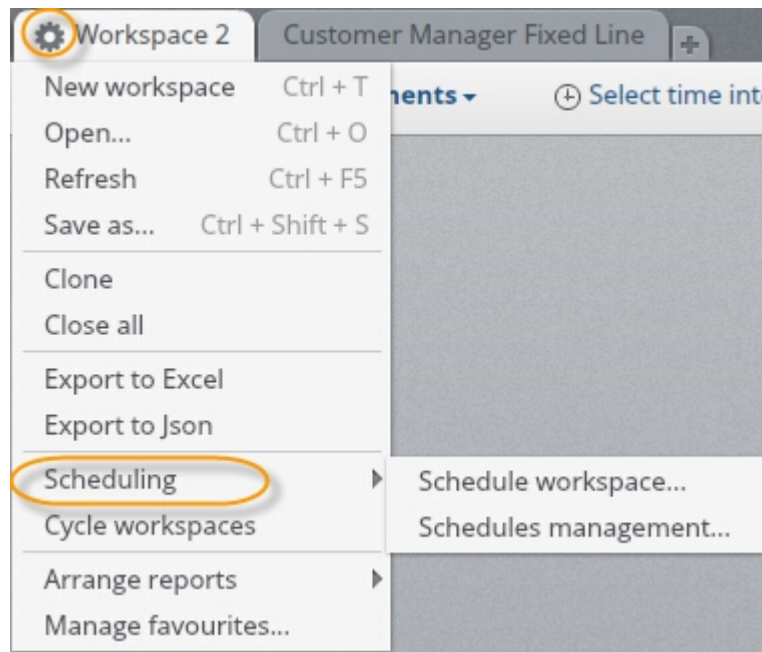 Workspace 2 Customer Manager Fixed Line
New workspace Ctrl + T
Select time
Open... Ctrl + O
Refresh Ctrl + F5
Save as... Ctrl + Shift + S
Clone
Close all
Export to Excel
Export to Json
Scheduling Schedule workspace...
Cycle workspaces Schedules management...
Arrange reports
Manage favourites...